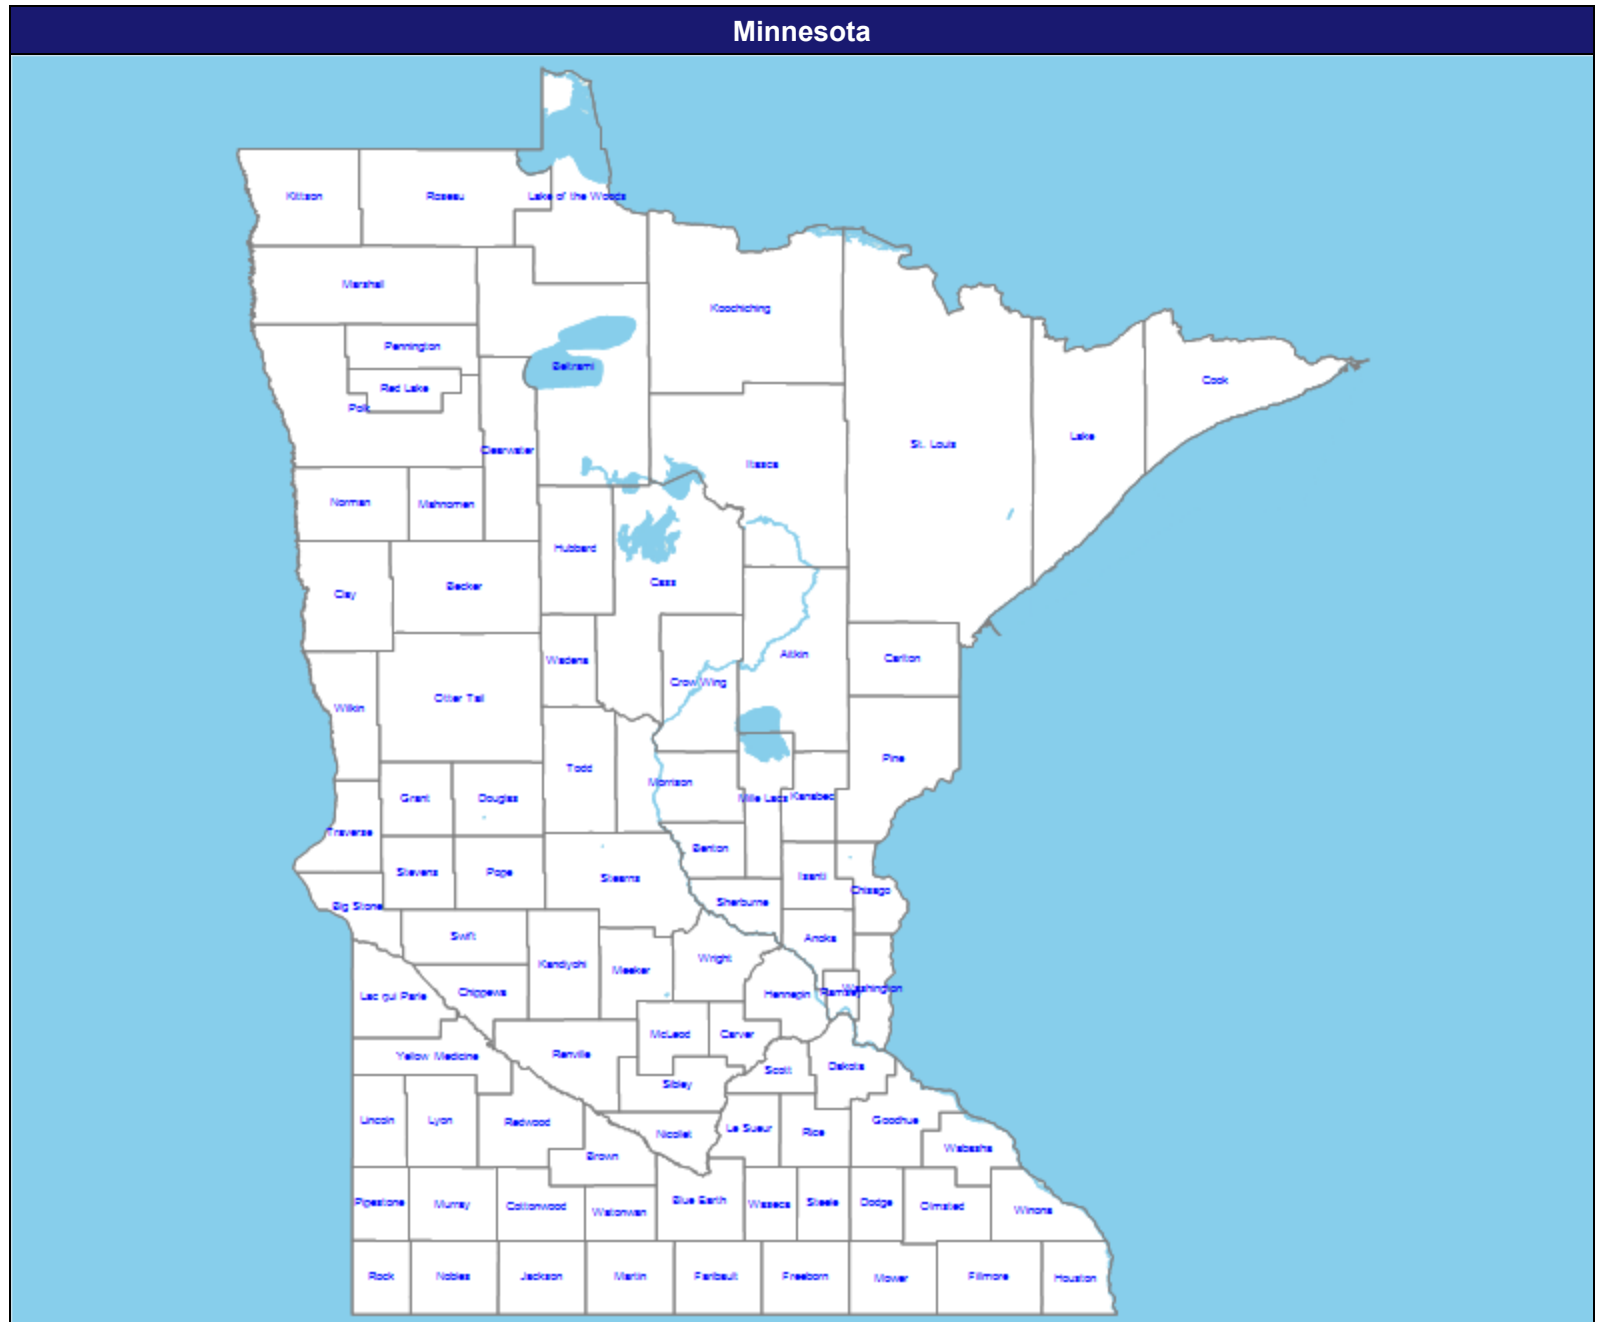 Minnesota
Kittson
Roseau
Lake of the Woods
Marshall
Koochiching
Pennington
Beltrami
Red Lake
Cook
Polk
Lake
St. Louis
Clearwater
Itasca
Norman
Mahnomen
Hubbard
Cass
Becker
Clay
Aitkin
Carlton
Wadena
Crow Wing
Otter Tail
Wilkin
Pine
Todd
Morrison
Grant
Douglas
Mille Lacs
Kanabec
Traverse
Benton
Stevens
Pope
Stearns
Isanti
Chisago
Sherburne
Big Stone
Swift
Anoka
Wright
Kandiyohi
Meeker
Washington
Ramsey
Hennepin
Chippewa
Lac qui Parle
McLeod
Carver
Renville
Yellow Medicine
Dakota
Scott
Sibley
Lincoln
Lyon
Redwood
Goodhue
Le Sueur
Rice
Nicollet
Wabasha
Brown
Blue Earth
Pipestone
Murray
Cottonwood
Waseca
Steele
Dodge
Olmsted
Watonwan
Winona
Rock
Nobles
Jackson
Martin
Faribault
Freeborn
Mower
Fillmore
Houston